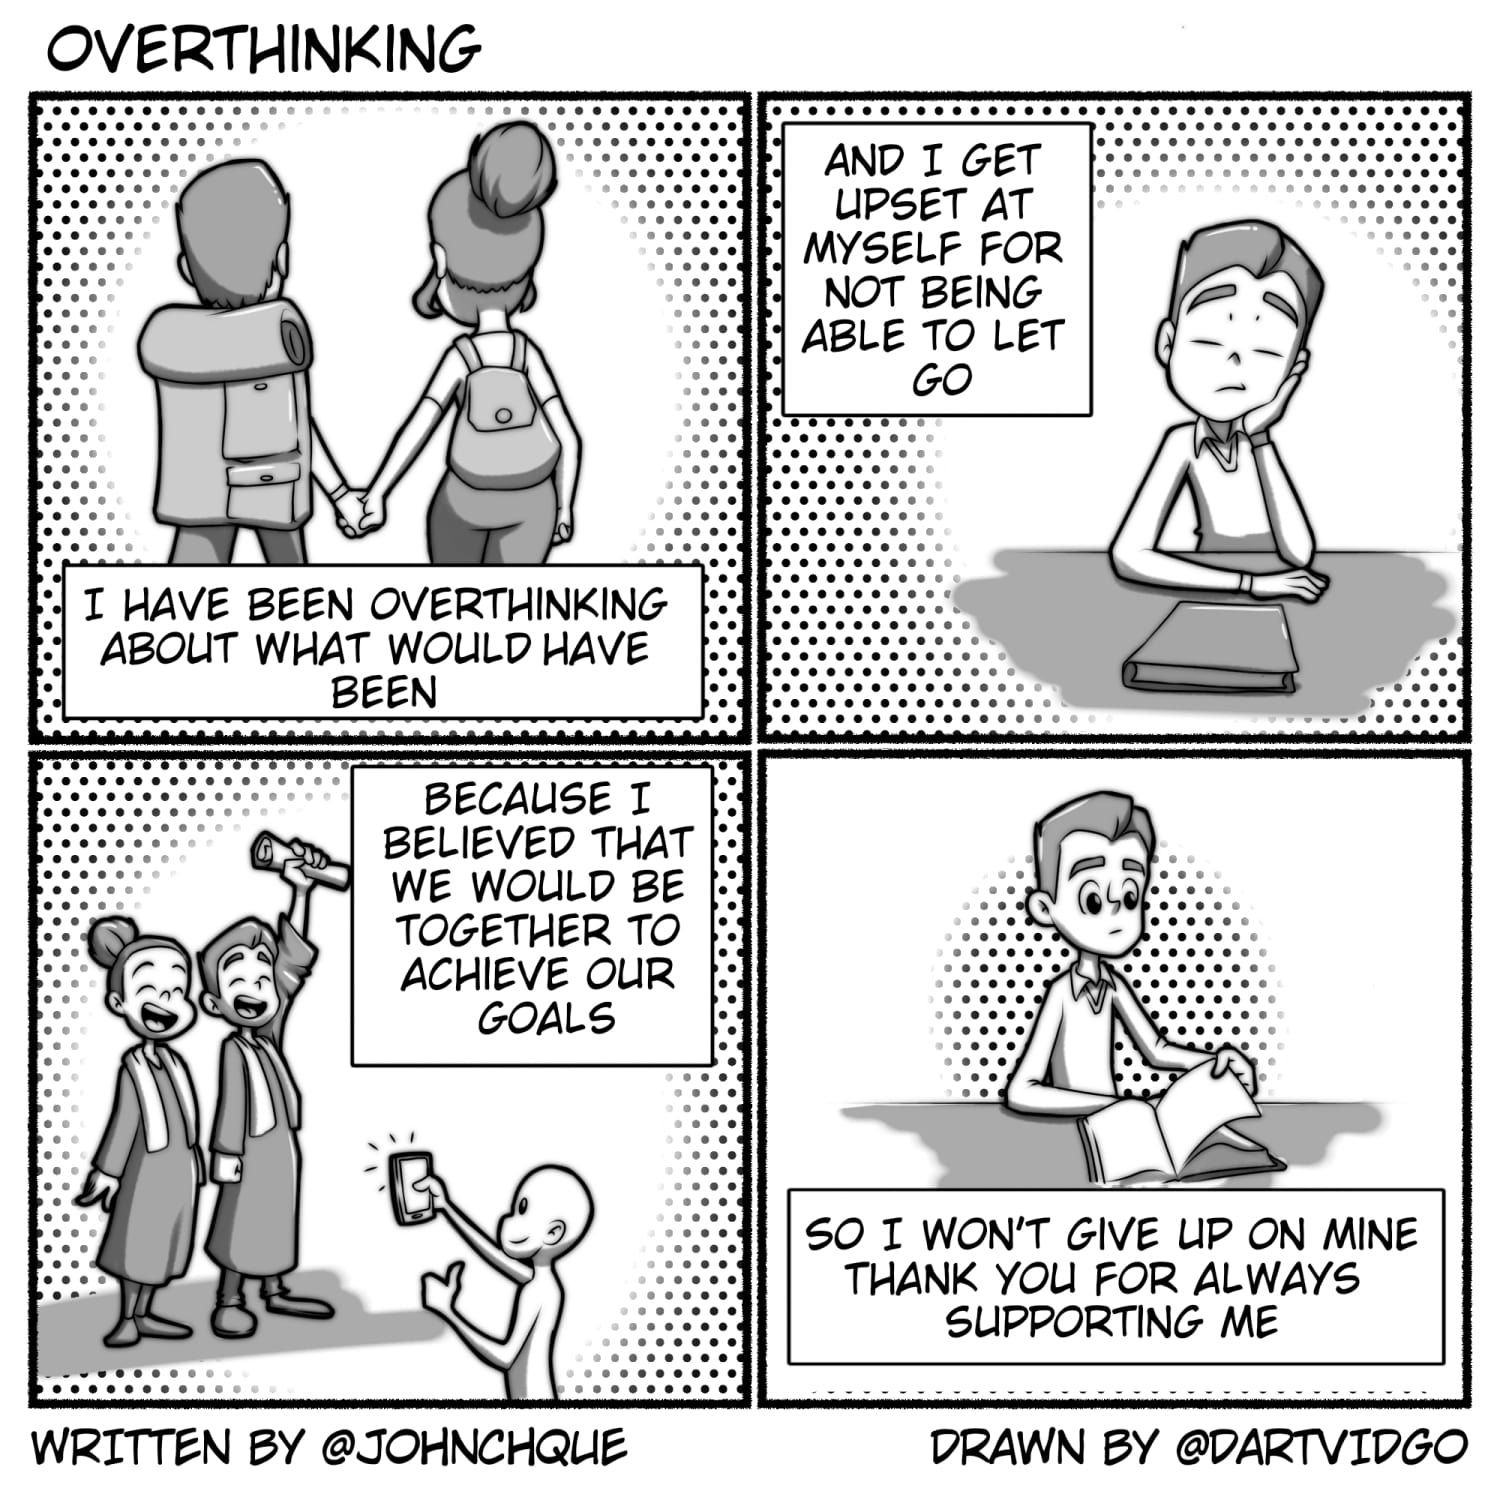 OVERTHINKING
I HAVE BEEN OVERTHINKING
ABOUT WHAT WOULD HAVE
BEEN
AND I GET
UPSET AT
MYSELF FOR
NOT BEING
ABLE TO LET
GO
BECAUSE I
BELIEVED THAT
WE WOULD BE
TOGETHER TO
ACHIEVE OUR
GOALS
SO I WON'T GIVE UP ON MINE
THANK YOU FOR ALWAYS
SUPPORTING ME
WRITTEN BY @JOHNCHQUE
DRAWN BY @DARTVIDGO